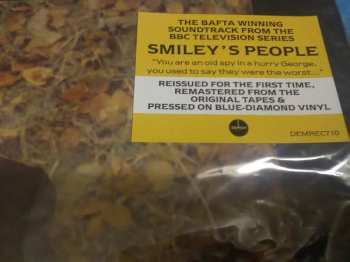 THE BAFTA WINNING
SOUNDTRACK FROM THE
BBC TELEVISION SERIES
SMILEY'S PEOPLE
"You are an old spy in a hurry George,
you used to say they were the worst..."
REISSUED FOR THE FIRST TIME,
REMASTERED FROM THE
ORIGINAL TAPES &
PRESSED ON BLUE-DIAMOND VINYL
DEMREC710